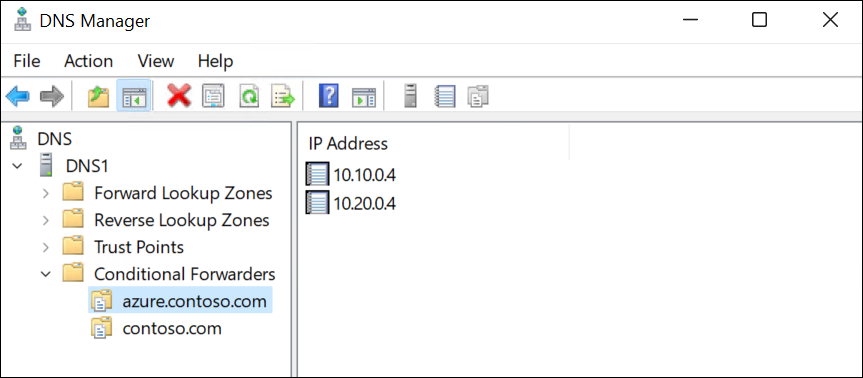 DNS Manager
File Action View Help
DNS
DNS1
Forward Lookup Zones
Reverse Lookup Zones
Trust Points
Conditional Forwarders
azure.contoso.com
contoso.com
IP Address
10.10.0.4
10.20.0.4